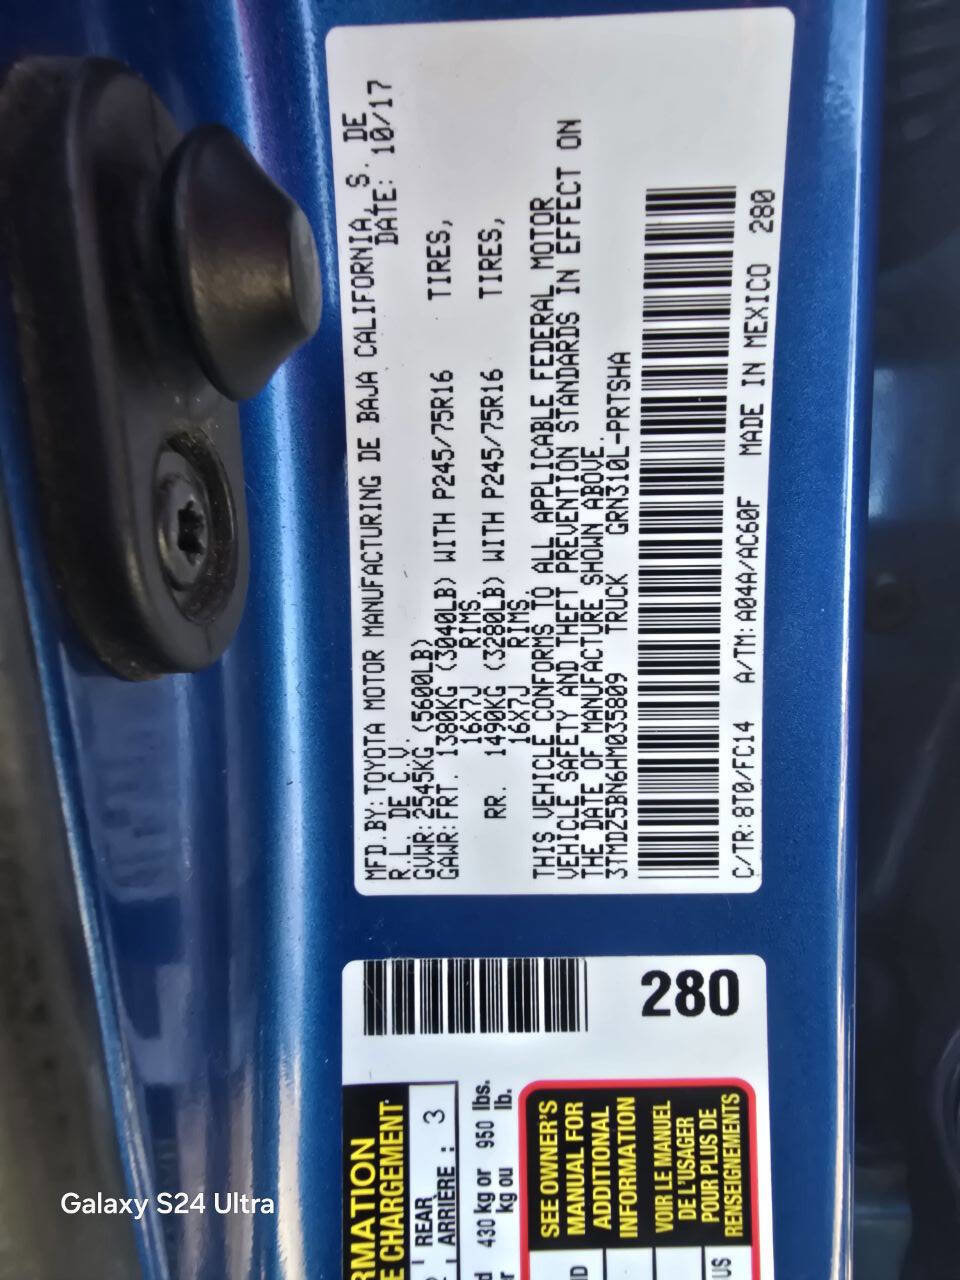 MFD.BY:TOYOTA MOTOR MANUFACTURING DE BAJA CALIFORNIA, S. DE
R.L. DE C.V. DATE: 10/17
GVWR:2545KG (5600LB)
GAWR:FRT. 1380KG (3040LB) WITH P245/75R16 TIRES,
16X7J RIMS
RR. 1490KG (3280LB) WITH P245/75R16 TIRES,
16X7J RIMS
THIS VEHICLE CONFORMS TO ALL APPLICABLE FEDERAL MOTOR
VEHICLE SAFETY AND THEFT PREVENTION STANDARDS IN EFFECT ON
THE DATE OF MANUFACTURE SHOWN ABOVE.
3TMDZ5BN6HM035809 TRUCK GRN310L-PRTSHA
C/TR:8T0/FC14 A/TM:A04A/AC60F MADE IN MEXICO 280
280
RMATION
E CHARGEMENT
REAR
ARRIÈRE : 3
430 kg or 950 lbs.
kg ou lb.
SEE OWNER'S
MANUAL FOR
ADDITIONAL
INFORMATION
VOIR LE MANUEL
DE L'USAGER
POUR PLUS DE
RENSEIGNEMENTS
Galaxy S24 Ultra